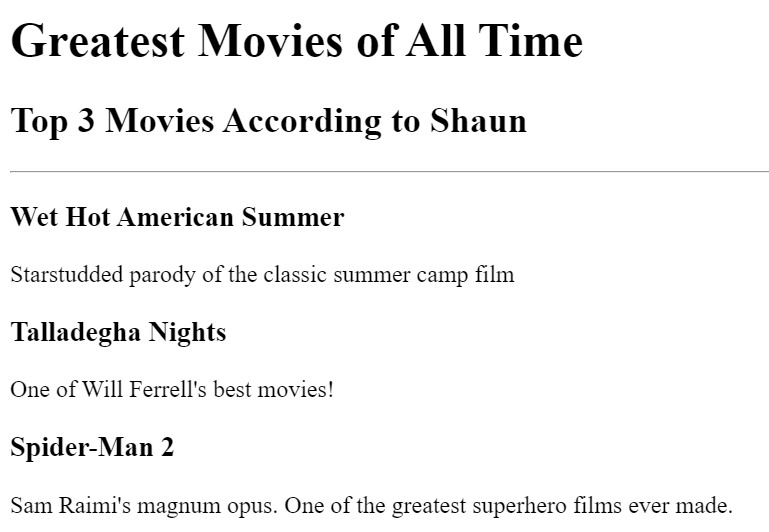 Greatest Movies of All Time
Top 3 Movies According to Shaun
Wet Hot American Summer
Starstudded parody of the classic summer camp film
Talladegha Nights
One of Will Ferrell's best movies!
Spider-Man 2
Sam Raimi's magnum opus. One of the greatest superhero films ever made.